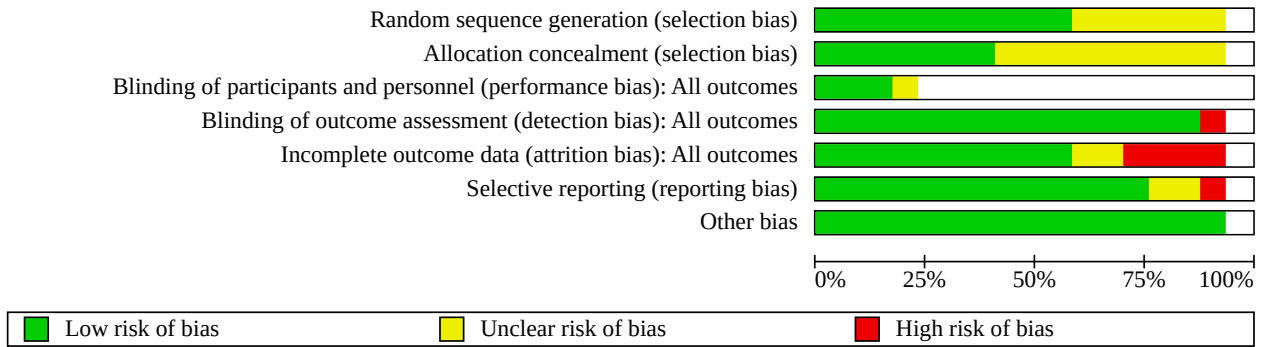 Random sequence generation (selection bias)
Allocation concealment (selection bias)
Blinding of participants and personnel (performance bias): All outcomes
Blinding of outcome assessment (detection bias): All outcomes
Incomplete outcome data (attrition bias): All outcomes
Selective reporting (reporting bias)
Other bias
0% 25% 50% 75% 100%
Low risk of bias Unclear risk of bias High risk of bias